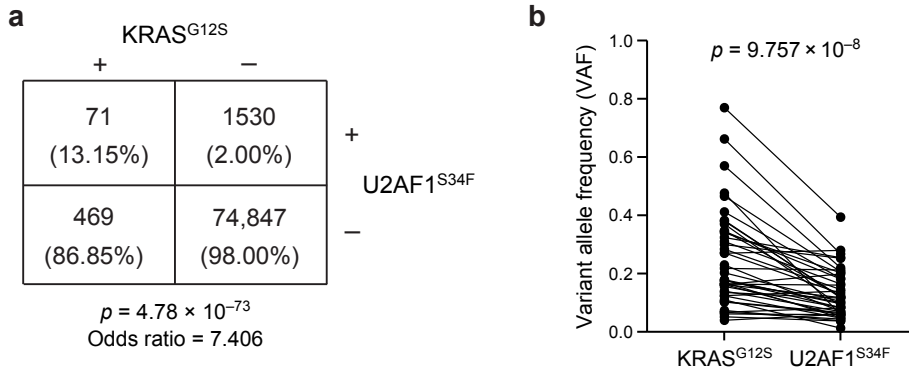 a
KRAS^G12S
+ −
71 1530 +
(13.15%) (2.00%)
U2AF1^S34F
469 74,847 −
(86.85%) (98.00%)
p = 4.78 × 10^–73
Odds ratio = 7.406
b
p = 9.757 × 10^–8
Variant allele frequency (VAF)
1.0
0.8
0.6
0.4
0.2
0.0
KRAS^G12S U2AF1^S34F